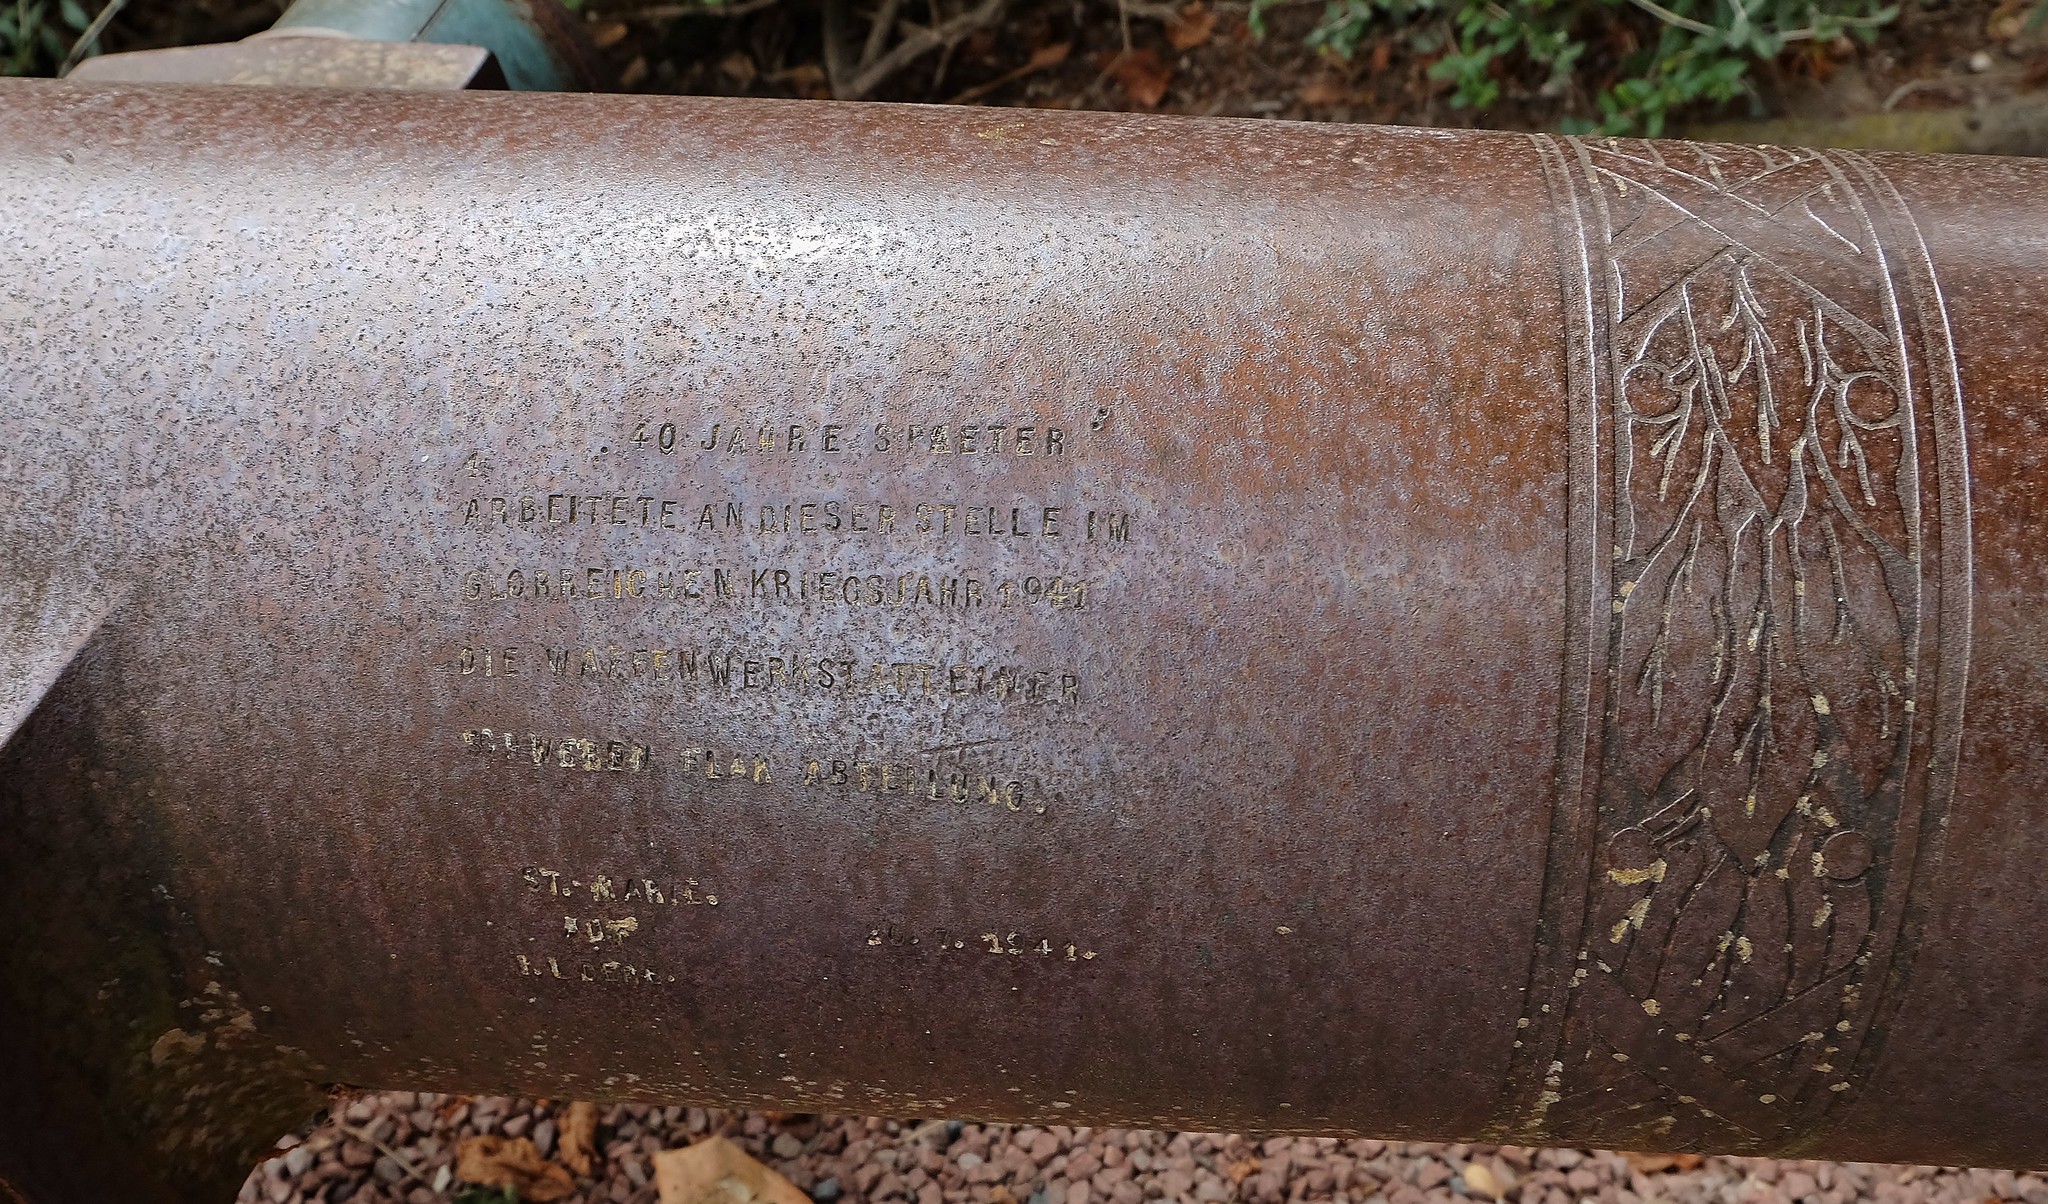 „40 JAHRE SPAETER"
ARBEITETE AN DIESER STELLE IM
GLORREICHEN KRIEGSJAHR 1941
DIE WAFFENWERKSTATT EINER
SCHWEREN FLAK ABTEILUNG.
ST.-MARIE.
1941.